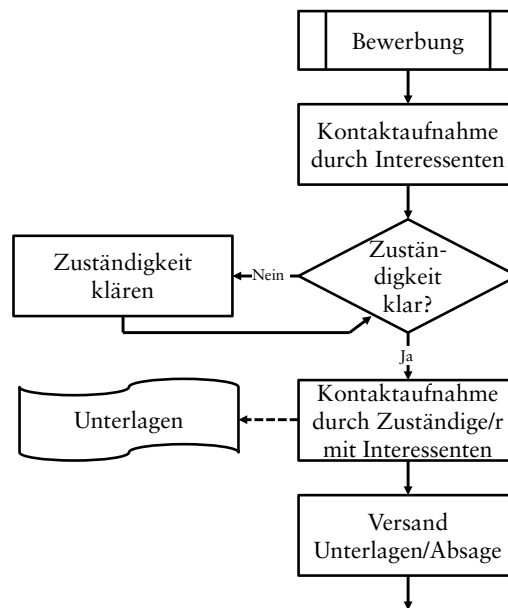 Bewerbung
Kontaktaufnahme
durch Interessenten
Zustän-
digkeit
klar?
Nein
Zuständigkeit
klären
Ja
Kontaktaufnahme
durch Zuständige/r
mit Interessenten
Unterlagen
Versand
Unterlagen/Absage